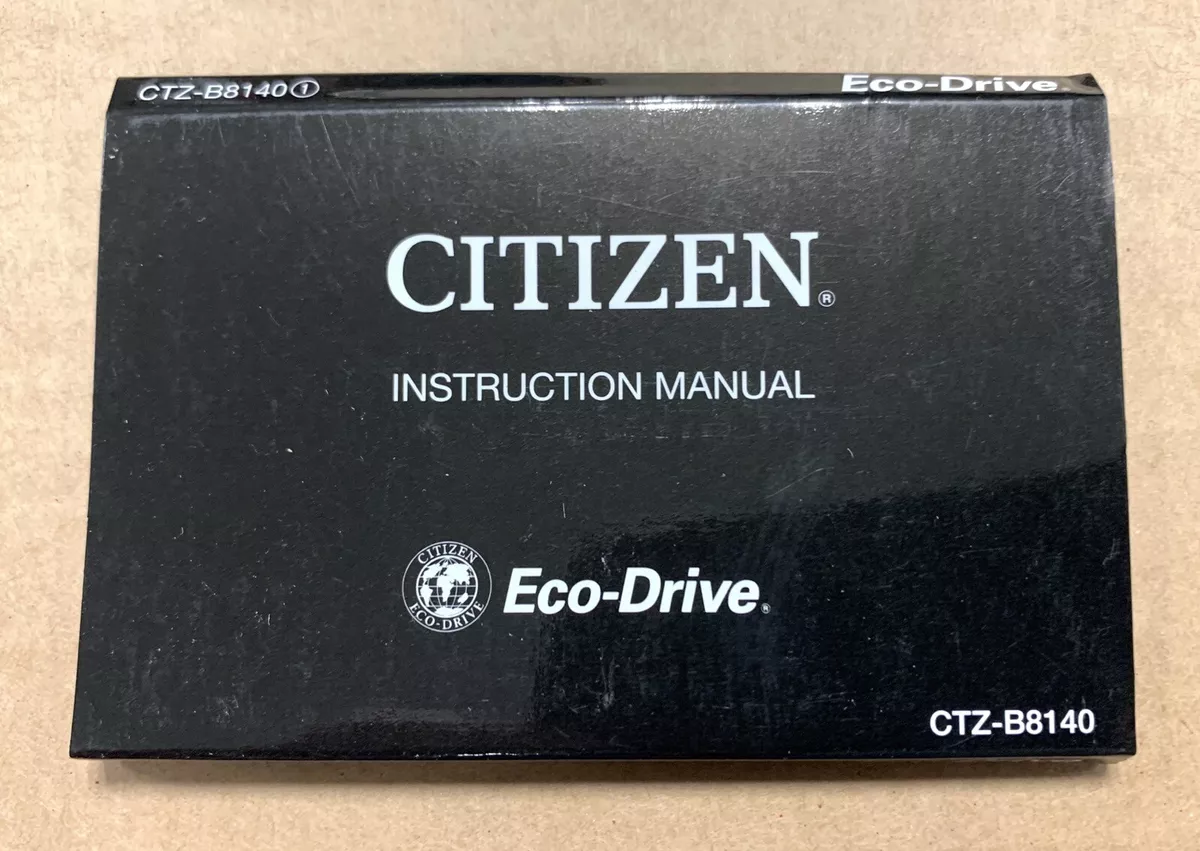 CTZ-B8140① Eco-Drive®
CITIZEN®
INSTRUCTION MANUAL
CITIZEN
ECO-DRIVE
Eco-Drive®
CTZ-B8140